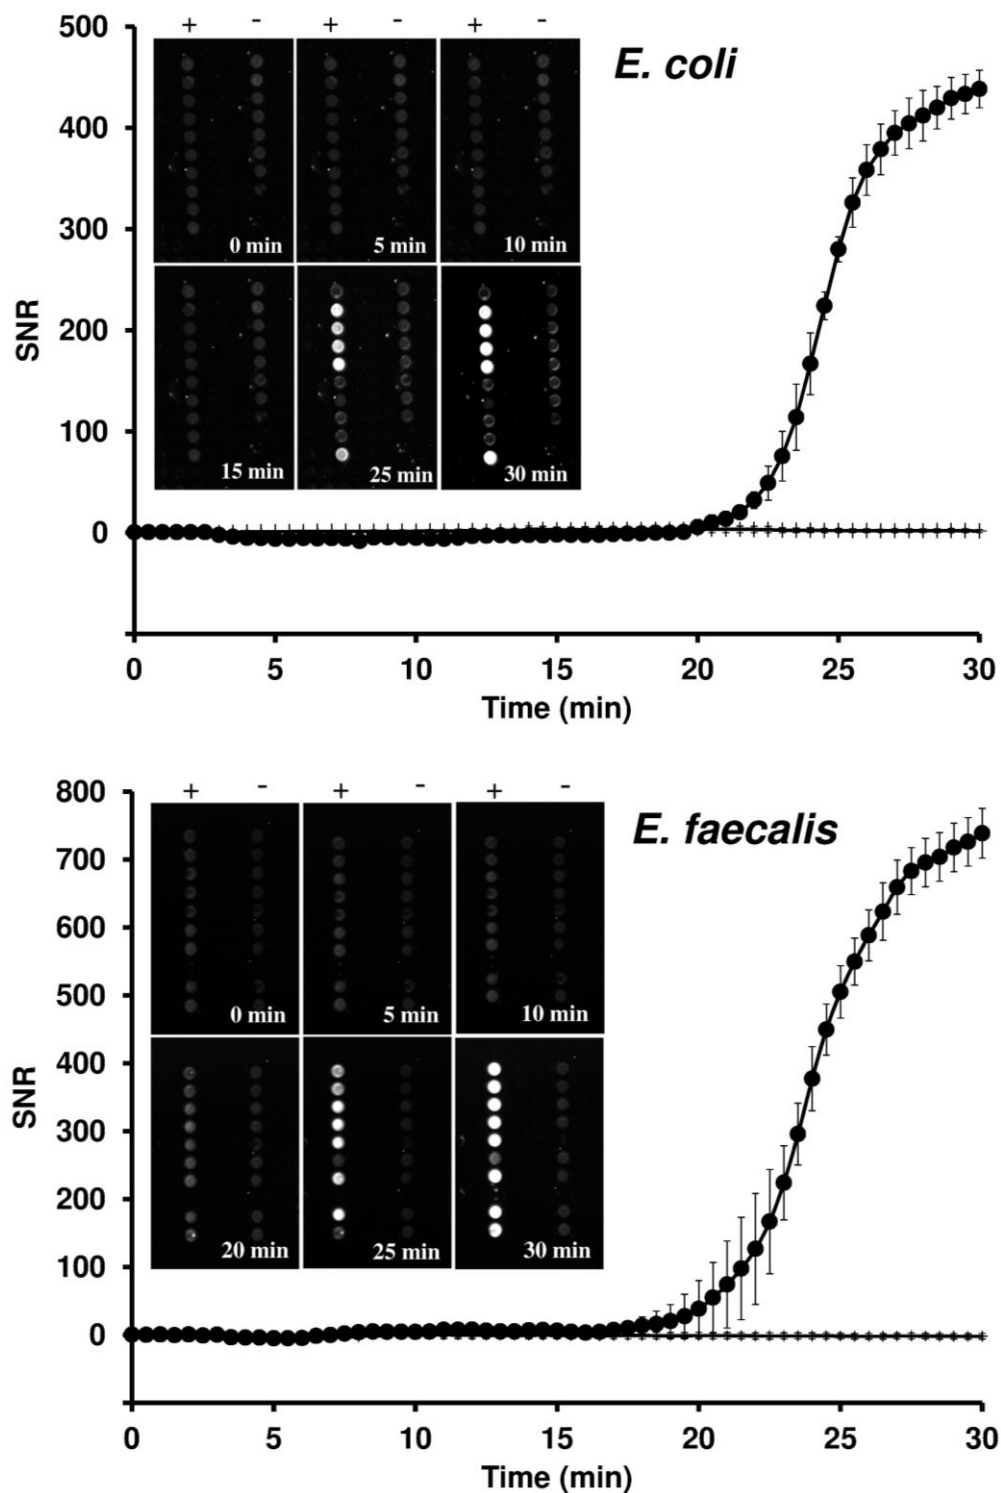 + - + - + -
E. coli
500
400
300
200
100
0
SNR
0 min 5 min 10 min
15 min 25 min 30 min
0 5 10 15 20 25 30
Time (min)
+ - + - + -
E. faecalis
800
700
600
500
400
300
200
100
0
SNR
0 min 5 min 10 min
20 min 25 min 30 min
0 5 10 15 20 25 30
Time (min)